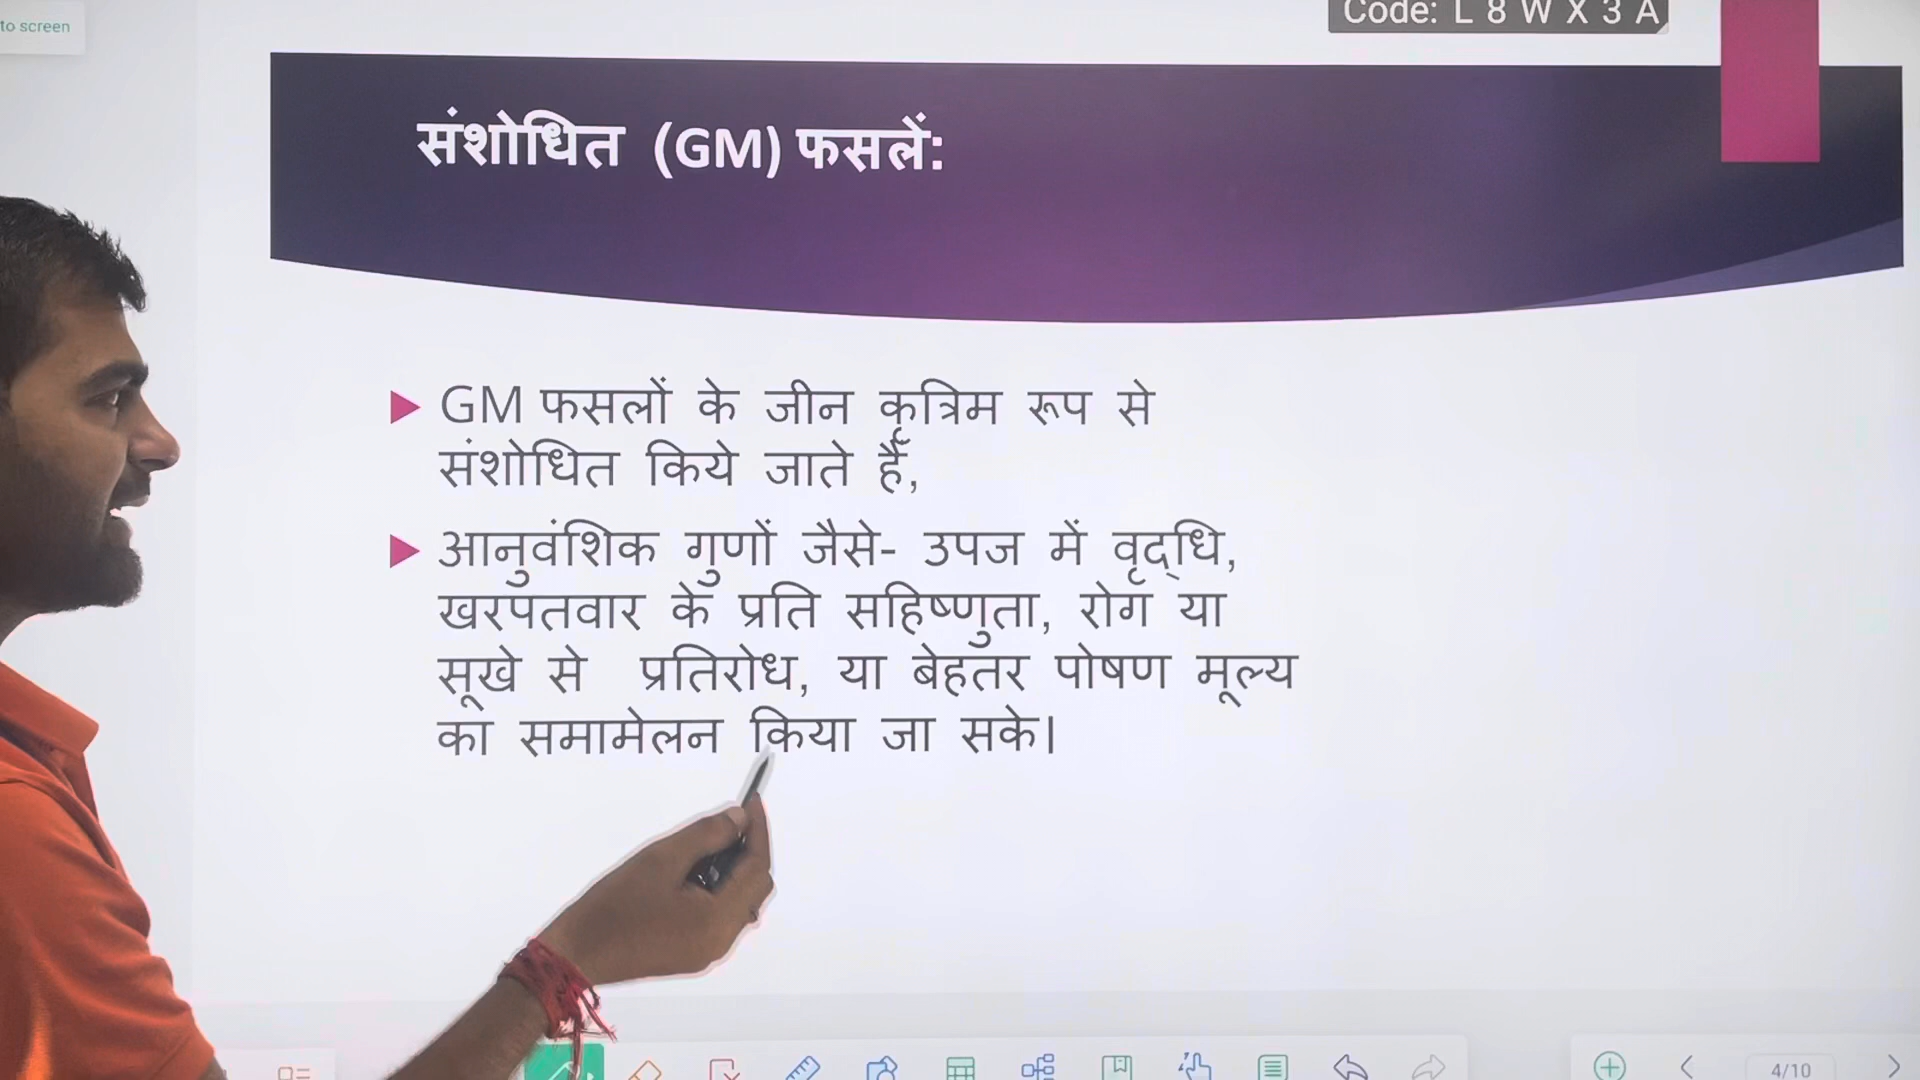 to screen
Code: L 8 W X 3 A
संशोधित (GM) फसलें:
GM फसलों के जीन कृत्रिम रूप से
संशोधित किये जाते हैं,
आनुवंशिक गुणों जैसे- उपज में वृद्धि,
खरपतवार के प्रति सहिष्णुता, रोग या
सूखे से प्रतिरोध, या बेहतर पोषण मूल्य
का समामेलन किया जा सके।
4/10